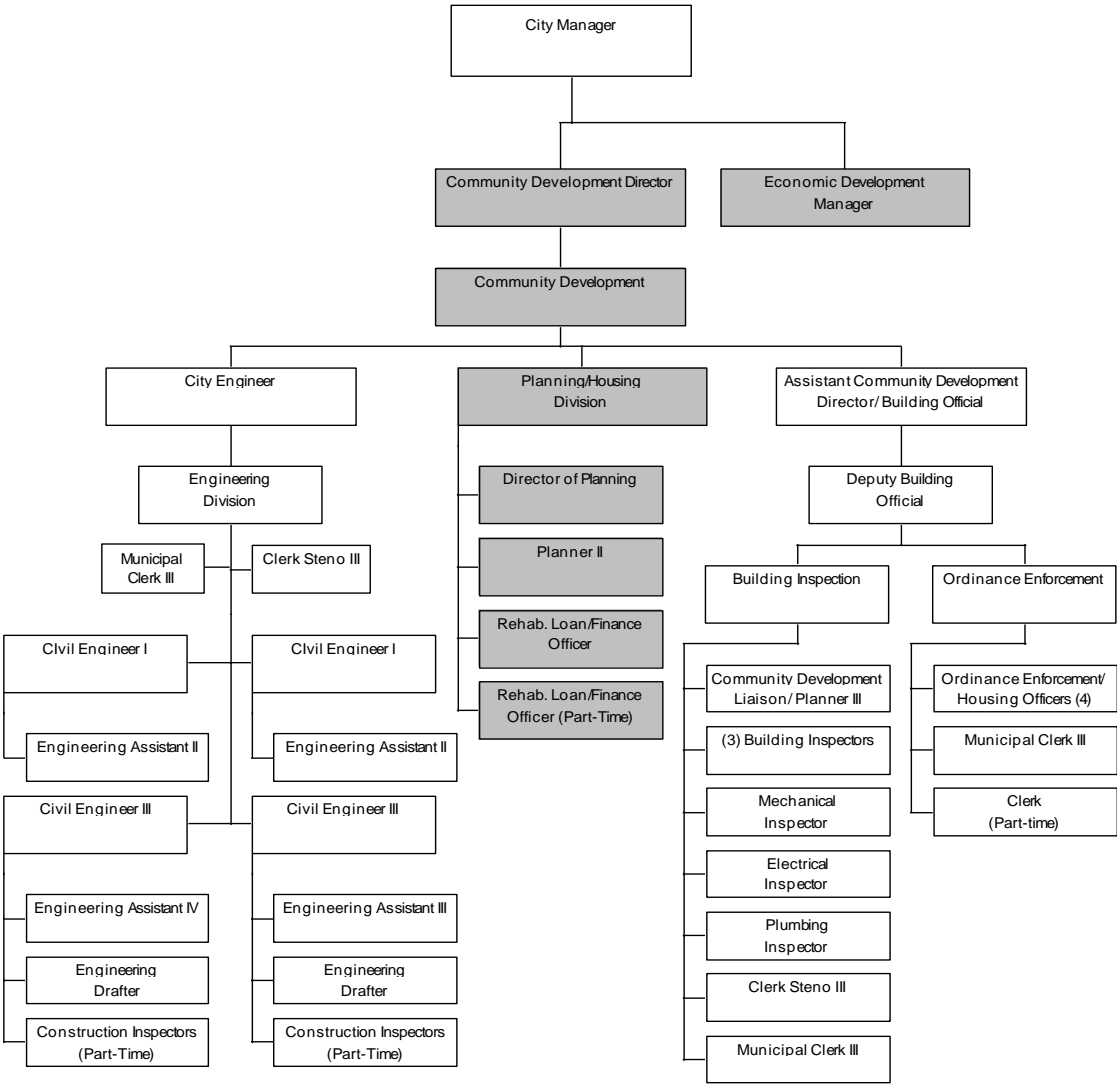 City Manager
Community Development Director
Economic Development
Manager
Community Development
City Engineer
Planning/Housing
Division
Assistant Community Development
Director/ Building Official
Engineering
Division
Director of Planning
Deputy Building
Official
Municipal
Clerk III
Clerk Steno III
Planner II
Building Inspection
Ordinance Enforcement
CIvil Engineer I
CIvil Engineer I
Rehab. Loan/Finance
Officer
Community Development
Liaison/ Planner III
Ordinance Enforcement/
Housing Officers (4)
Rehab. Loan/Finance
Officer (Part-Time)
Engineering Assistant II
Engineering Assistant II
(3) Building Inspectors
Municipal Clerk III
Civil Engineer III
Civil Engineer III
Mechanical
Inspector
Clerk
(Part-time)
Electrical
Inspector
Engineering Assistant IV
Engineering Assistant III
Plumbing
Inspector
Engineering
Drafter
Engineering
Drafter
Clerk Steno III
Construction Inspectors
(Part-Time)
Construction Inspectors
(Part-Time)
Municipal Clerk III